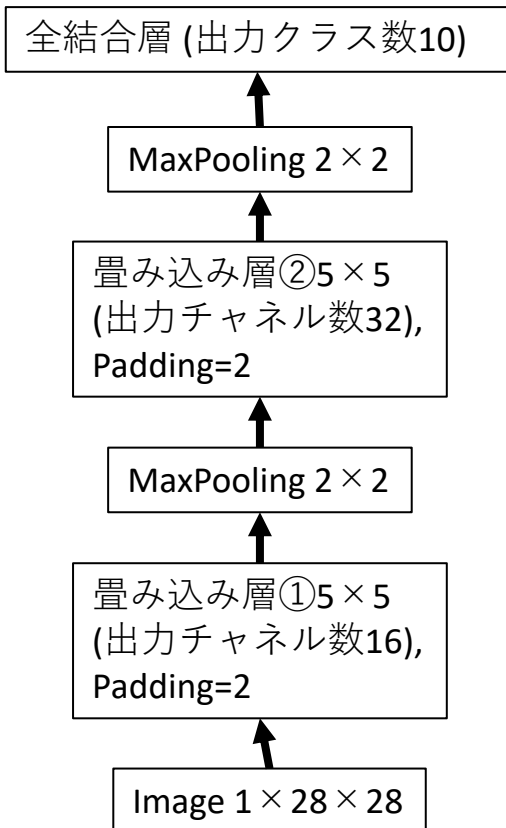 全結合層 (出力クラス数10)
MaxPooling 2×2
畳み込み層②5×5
(出力チャネル数32),
Padding=2
MaxPooling 2×2
畳み込み層①5×5
(出力チャネル数16),
Padding=2
Image 1×28×28